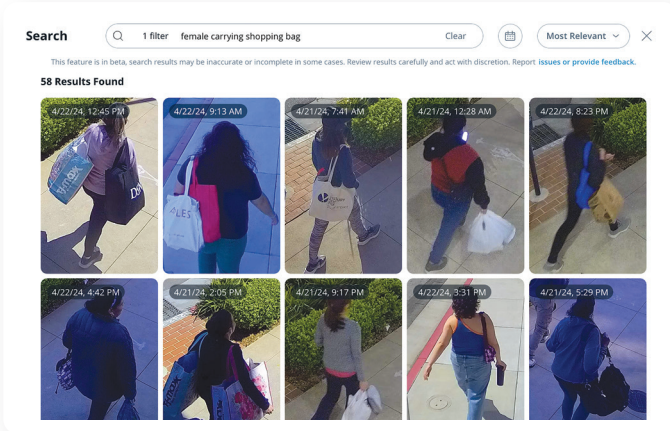 Search
1 filter female carrying shopping bag
Clear
Most Relevant
This feature is in beta, search results may be inaccurate or incomplete in some cases. Review results carefully and act with discretion. Report issues or provide feedback.
58 Results Found
4/22/24, 12:45 PM
4/22/24, 9:13 AM
4/21/24, 7:41 AM
4/21/24, 12:28 AM
4/22/24, 8:23 PM
4/22/24, 4:42 PM
4/21/24, 2:05 PM
4/21/24, 9:17 PM
4/22/24, 3:31 PM
4/21/24, 5:29 PM